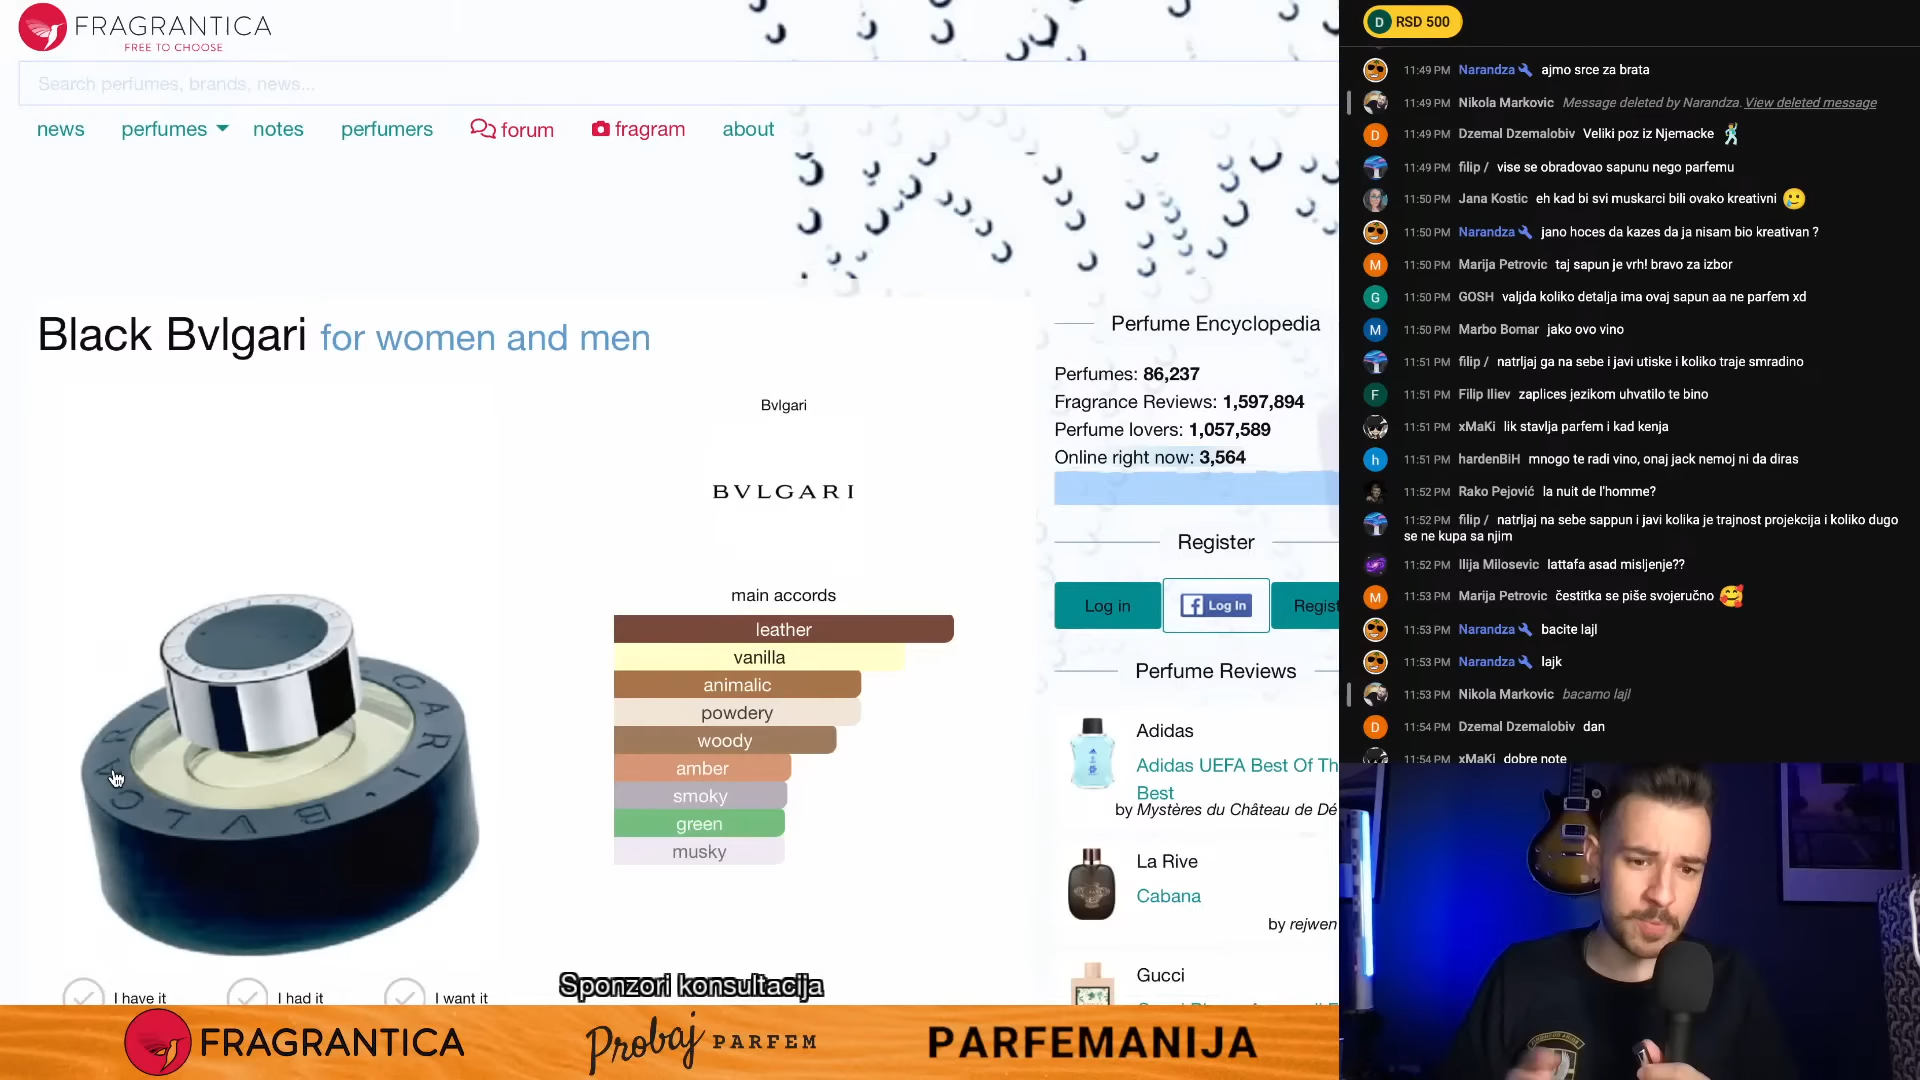 FRAGRANTICA
FREE TO CHOOSE
Search perfumes, brands, news...
news perfumes notes perfumers forum fragram about
Black Bvlgari for women and men
Bvlgari
BVLGARI
main accords
leather
vanilla
animalic
powdery
woody
amber
smoky
green
musky
I have it I had it I want it
Perfume Encyclopedia
Perfumes: 86,237
Fragrance Reviews: 1,597,894
Perfume lovers: 1,057,589
Online right now: 3,564
Register
Log in Log In Regist
Perfume Reviews
Adidas
Adidas UEFA Best Of Th
Best
by Mystères du Château de Dé
La Rive
Cabana
by rejwen
Gucci
Sponzori konsultacija
FRAGRANTICA Probaj PARFEM PARFEMANIJA
D RSD 500
11:49 PM Narandza ajmo srce za brata
11:49 PM Nikola Markovic Message deleted by Narandza. View deleted message
D 11:49 PM Dzemal Dzemalobiv Veliki poz iz Njemacke
11:49 PM filip / vise se obradovao sapunu nego parfemu
11:50 PM Jana Kostic eh kad bi svi muskarci bili ovako kreativni
11:50 PM Narandza jano hoces da kazes da ja nisam bio kreativan ?
M 11:50 PM Marija Petrovic taj sapun je vrh! bravo za izbor
G 11:50 PM GOSH valjda koliko detalja ima ovaj sapun aa ne parfem xd
M 11:50 PM Marbo Bomar jako ovo vino
11:51 PM filip / natrljaj ga na sebe i javi utiske i koliko traje smradino
F 11:51 PM Filip Iliev zaplices jezikom uhvatilo te bino
11:51 PM xMaKi lik stavlja parfem i kad kenja
h 11:51 PM hardenBiH mnogo te radi vino, onaj jack nemoj ni da diras
11:52 PM Rako Pejović la nuit de l'homme?
11:52 PM filip / natrljaj na sebe sappun i javi kolika je trajnost projekcija i koliko dugo
se ne kupa sa njim
11:52 PM Ilija Milosevic lattafa asad misljenje??
M 11:53 PM Marija Petrovic čestitka se piše svojeručno
11:53 PM Narandza bacite lajl
11:53 PM Narandza lajk
11:53 PM Nikola Markovic bacamo lajl
D 11:54 PM Dzemal Dzemalobiv dan
11:54 PM xMaKi dobre note